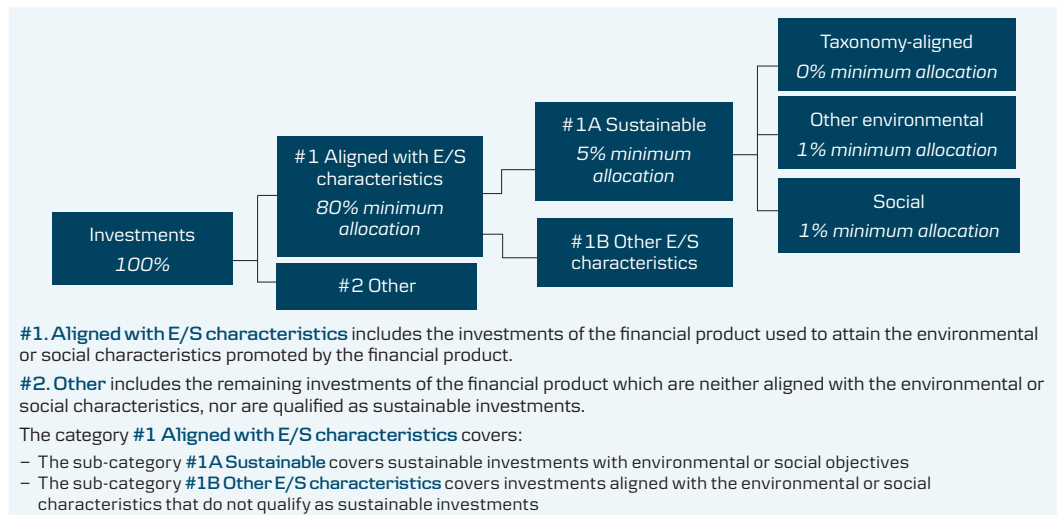 Investments
100%
#1 Aligned with E/S
characteristics
80% minimum
allocation
#2 Other
#1A Sustainable
5% minimum
allocation
#1B Other E/S
characteristics
Taxonomy-aligned
0% minimum allocation
Other environmental
1% minimum allocation
Social
1% minimum allocation
#1. Aligned with E/S characteristics includes the investments of the financial product used to attain the environmental
or social characteristics promoted by the financial product.
#2. Other includes the remaining investments of the financial product which are neither aligned with the environmental or
social characteristics, nor are qualified as sustainable investments.
The category #1 Aligned with E/S characteristics covers:
– The sub-category #1A Sustainable covers sustainable investments with environmental or social objectives
– The sub-category #1B Other E/S characteristics covers investments aligned with the environmental or social
characteristics that do not qualify as sustainable investments